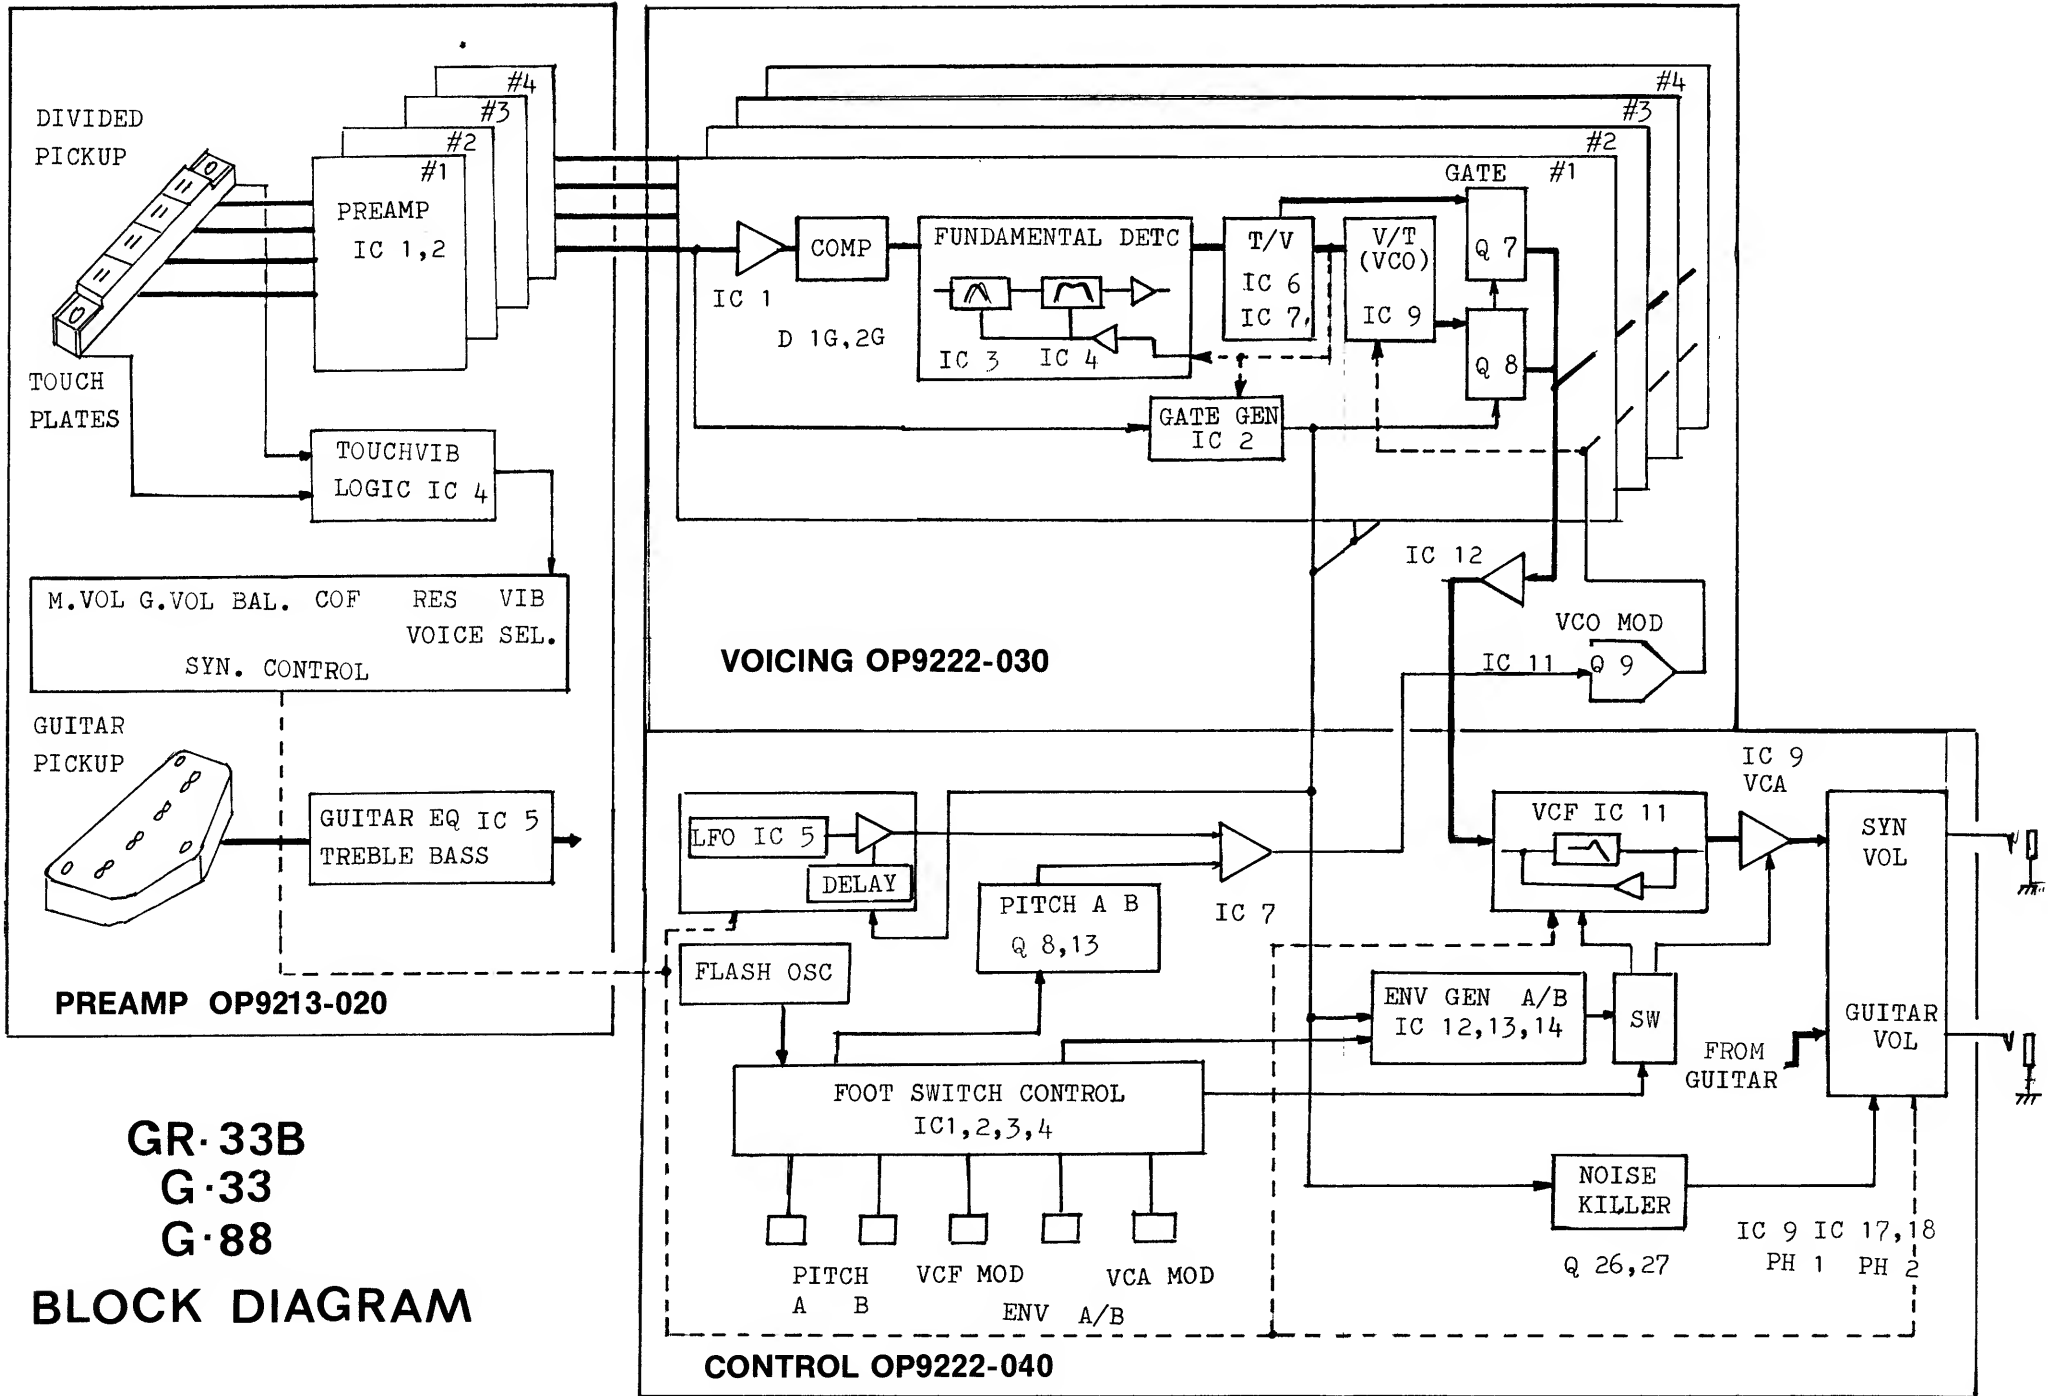 DIVIDED
PICKUP
#4
#3
#2
#1
PREAMP
IC 1,2
TOUCH
PLATES
TOUCHVIB
LOGIC IC 4
M.VOL G.VOL BAL. COF RES VIB
VOICE SEL.
SYN. CONTROL
GUITAR
PICKUP
GUITAR EQ IC 5
TREBLE BASS
PREAMP OP9213-020
#4
#3
#2
#1
GATE
IC 1
COMP
D 1G,2G
FUNDAMENTAL DETC
IC 3 IC 4
T/V
IC 6
IC 7,
V/T
(VCO)
IC 9
Q 7
Q 8
GATE GEN
IC 2
IC 12
VCO MOD
IC 11
Q 9
VOICING OP9222-030
LFO IC 5
DELAY
FLASH OSC
PITCH A B
Q 8,13
IC 7
IC 9
VCA
VCF IC 11
SYN
VOL
GUITAR
VOL
ENV GEN A/B
IC 12,13,14
SW
FROM
GUITAR
FOOT SWITCH CONTROL
IC1,2,3,4
PITCH
A B
VCF MOD
ENV A/B
VCA MOD
NOISE
KILLER
Q 26,27
IC 9 IC 17,18
PH 1 PH 2
CONTROL OP9222-040
GR·33B
G·33
G·88
BLOCK DIAGRAM